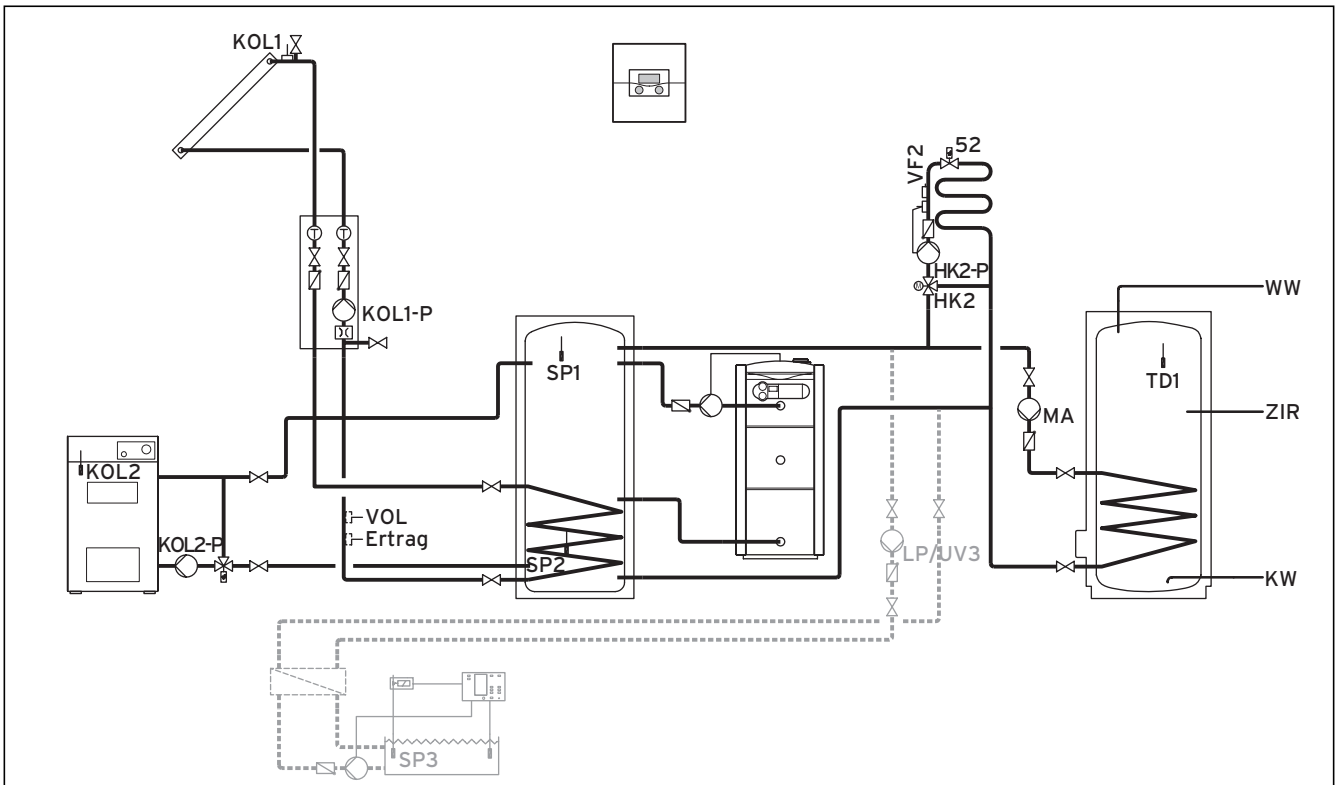 KOL1
VF2
52
HK2-P
HK2
KOL1-P
WW
SP1
TD1
ZIR
MA
KOL2
VOL
Ertrag
KOL2-P
SP2
LP/UV3
KW
SP3
T
T
M